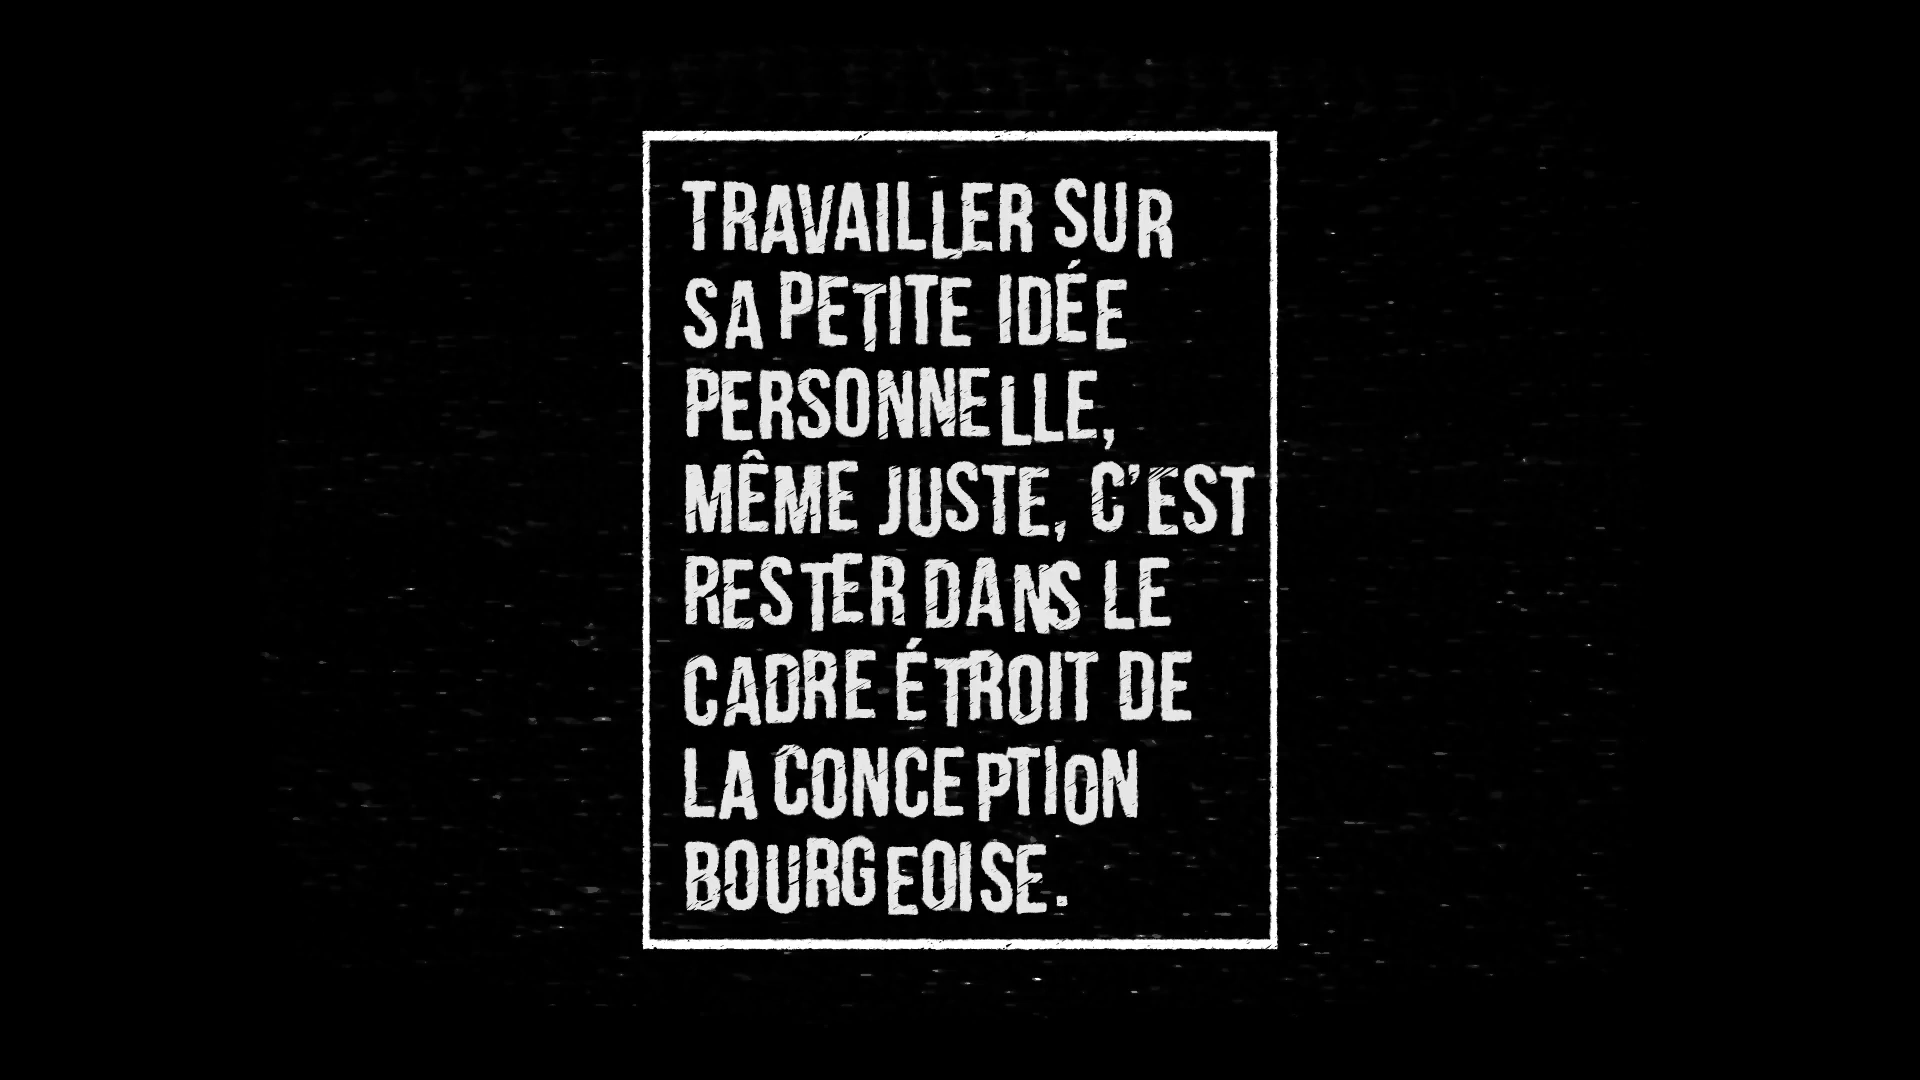 TRAVAILLER SUR
SA PETITE IDÉE
PERSONNELLE,
MÊME JUSTE, C'EST
RESTER DANS LE
CADRE ÉTROIT DE
LA CONCEPTION
BOURGEOISE.